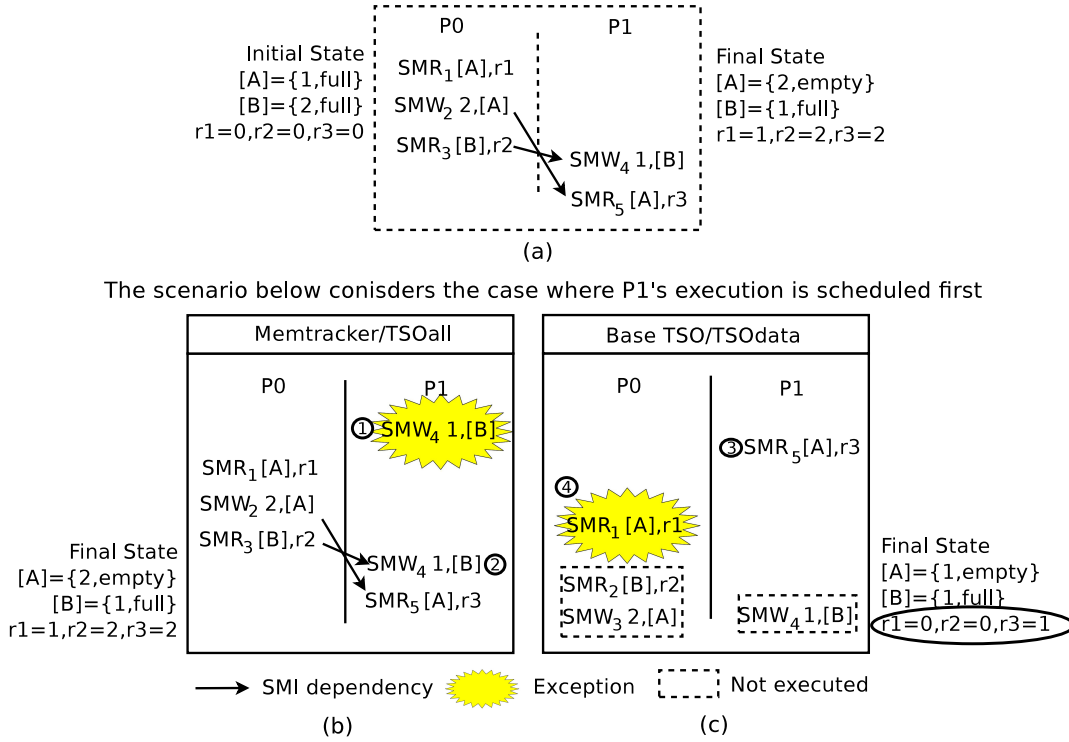 P0 P1
Initial State
[A]={1,full}
[B]={2,full}
r1=0,r2=0,r3=0
SMR1 [A],r1
SMW2 2,[A]
SMR3 [B],r2
SMW4 1,[B]
SMR5 [A],r3
Final State
[A]={2,empty}
[B]={1,full}
r1=1,r2=2,r3=2
(a)
The scenario below conisders the case where P1's execution is scheduled first
Memtracker/TSOall
P0 P1
1 SMW4 1,[B]
SMR1 [A],r1
SMW2 2,[A]
SMR3 [B],r2
SMW4 1,[B] 2
SMR5 [A],r3
Final State
[A]={2,empty}
[B]={1,full}
r1=1,r2=2,r3=2
Base TSO/TSOdata
P0 P1
3 SMR5 [A],r3
4
SMR1 [A],r1
SMR2 [B],r2
SMW3 2,[A]
SMW4 1,[B]
Final State
[A]={1,empty}
[B]={1,full}
r1=0,r2=0,r3=1
SMI dependency Exception Not executed
(b) (c)